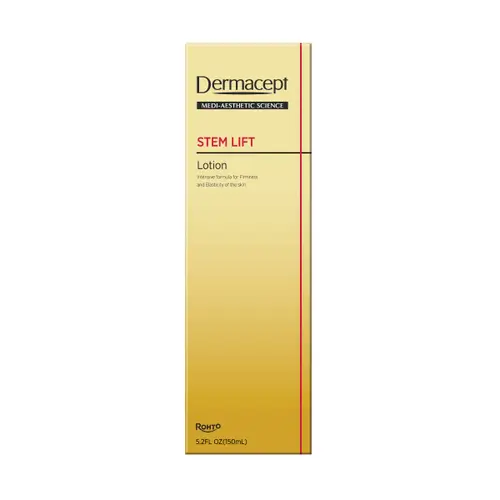 Dermacept
MEDI-AESTHETIC SCIENCE
STEM LIFT
Lotion
Intensive formula for Firmness
and Elasticity of the skin
ROHTO
5.2FL OZ(150mL)